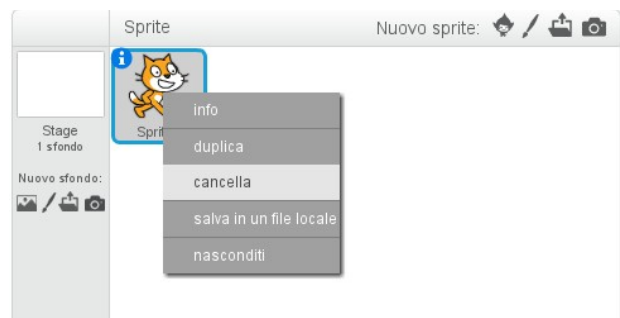 Sprite
Nuovo sprite:
info
duplica
cancella
salva in un file locale
nasconditi
Stage
1 sfondo
Nuovo sfondo: